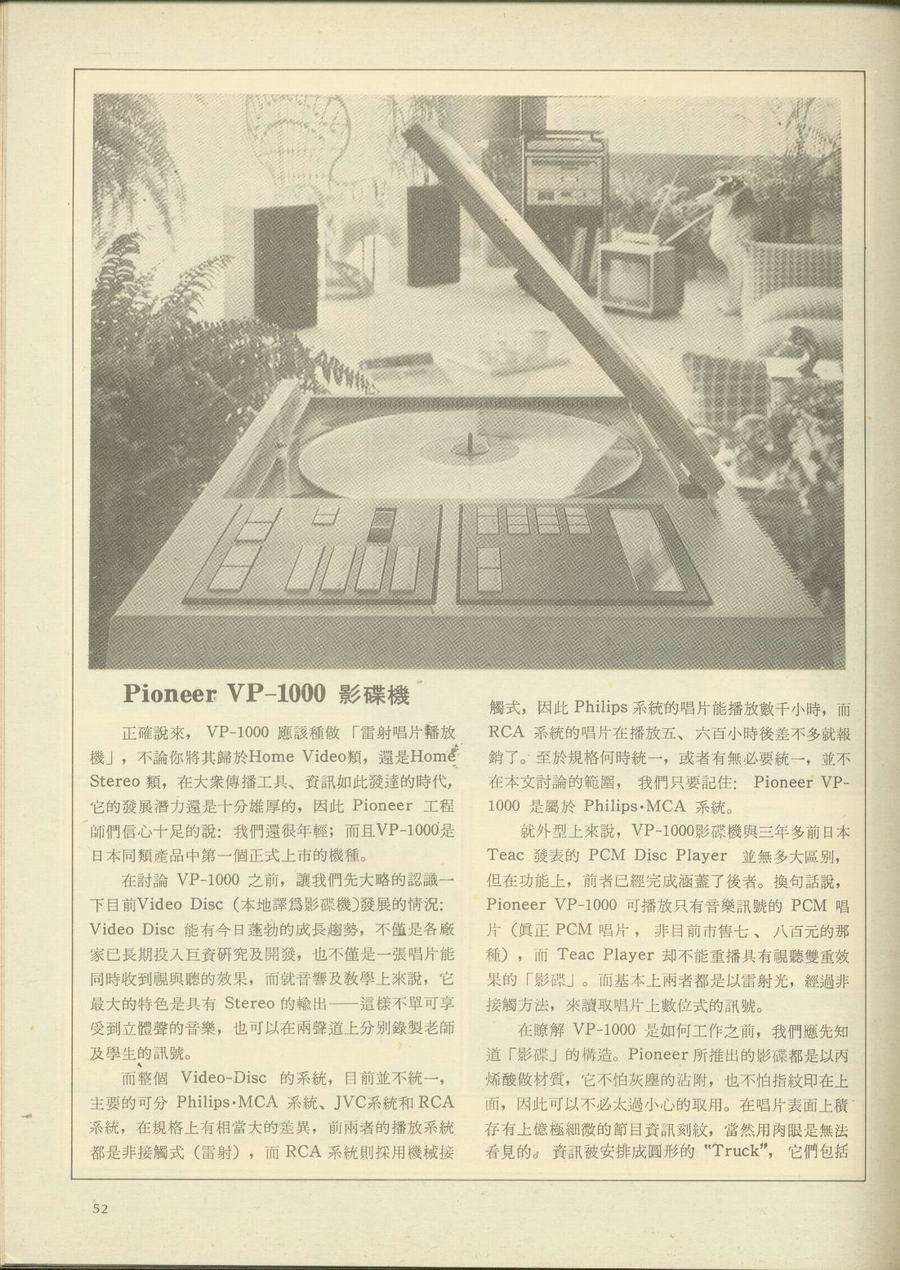 Pioneer VP-1000 影碟機
正確說來， VP-1000 應該種做「雷射唱片播放
機」，不論你將其歸於Home Video類，還是Home
Stereo 類，在大衆傳播工具、資訊如此發達的時代，
它的發展潛力還是十分雄厚的，因此 Pioneer 工程
師們信心十足的說：我們還很年輕；而且VP-1000是
日本同類產品中第一個正式上市的機種。
在討論 VP-1000 之前，讓我們先大略的認識一
下目前Video Disc（本地譯爲影碟機)發展的情況：
Video Disc 能有今日蓬勃的成長趨勢，不僅是各廠
家已長期投入巨資研究及開發，也不僅是一張唱片能
同時收到視與聽的效果，而就音響及教學上來說，它
最大的特色是具有 Stereo 的輸出——這樣不單可享
受到立體聲的音樂，也可以在兩聲道上分別錄製老師
及學生的訊號。
而整個 Video-Disc 的系統，目前並不統一，
主要的可分 Philips·MCA 系統、JVC系統和 RCA
系統，在規格上有相當大的差異，前兩者的播放系統
都是非接觸式（雷射），而 RCA 系統則採用機械接
觸式，因此 Philips 系統的唱片能播放數千小時，而
RCA 系統的唱片在播放五、六百小時後差不多就報
銷了。至於規格何時統一，或者有無必要統一，並不
在本文討論的範圍， 我們只要記住： Pioneer VP-
1000 是屬於 Philips·MCA 系統。
就外型上來說，VP-1000影碟機與三年多前日本
Teac 發表的 PCM Disc Player 並無多大區別，
但在功能上，前者已經完成涵蓋了後者。換句話說，
Pioneer VP-1000 可播放只有音樂訊號的 PCM 唱
片（眞正 PCM 唱片， 非目前市售七、八百元的那
種），而 Teac Player 却不能重播具有視聽雙重效
果的「影碟」。而基本上兩者都是以雷射光，經過非
接觸方法，來讀取唱片上數位式的訊號。
在瞭解 VP-1000 是如何工作之前，我們應先知
道「影碟」的構造。Pioneer 所推出的影碟都是以丙
烯酸做材質，它不怕灰塵的沾附，也不怕指紋印在上
面，因此可以不必太過小心的取用。在唱片表面上積
存有上億極細微的節目資訊刻紋，當然用肉眼是無法
看見的。 資訊被安排成圓形的 "Truck"， 它們包括
52